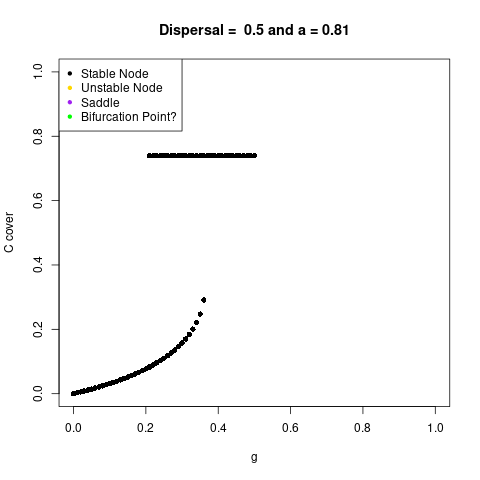 Dispersal =  0.5 and a = 0.81
Stable Node
Unstable Node
Saddle
Bifurcation Point?
C cover
1.0
0.8
0.6
0.4
0.2
0.0
0.0 0.2 0.4 0.6 0.8 1.0
g